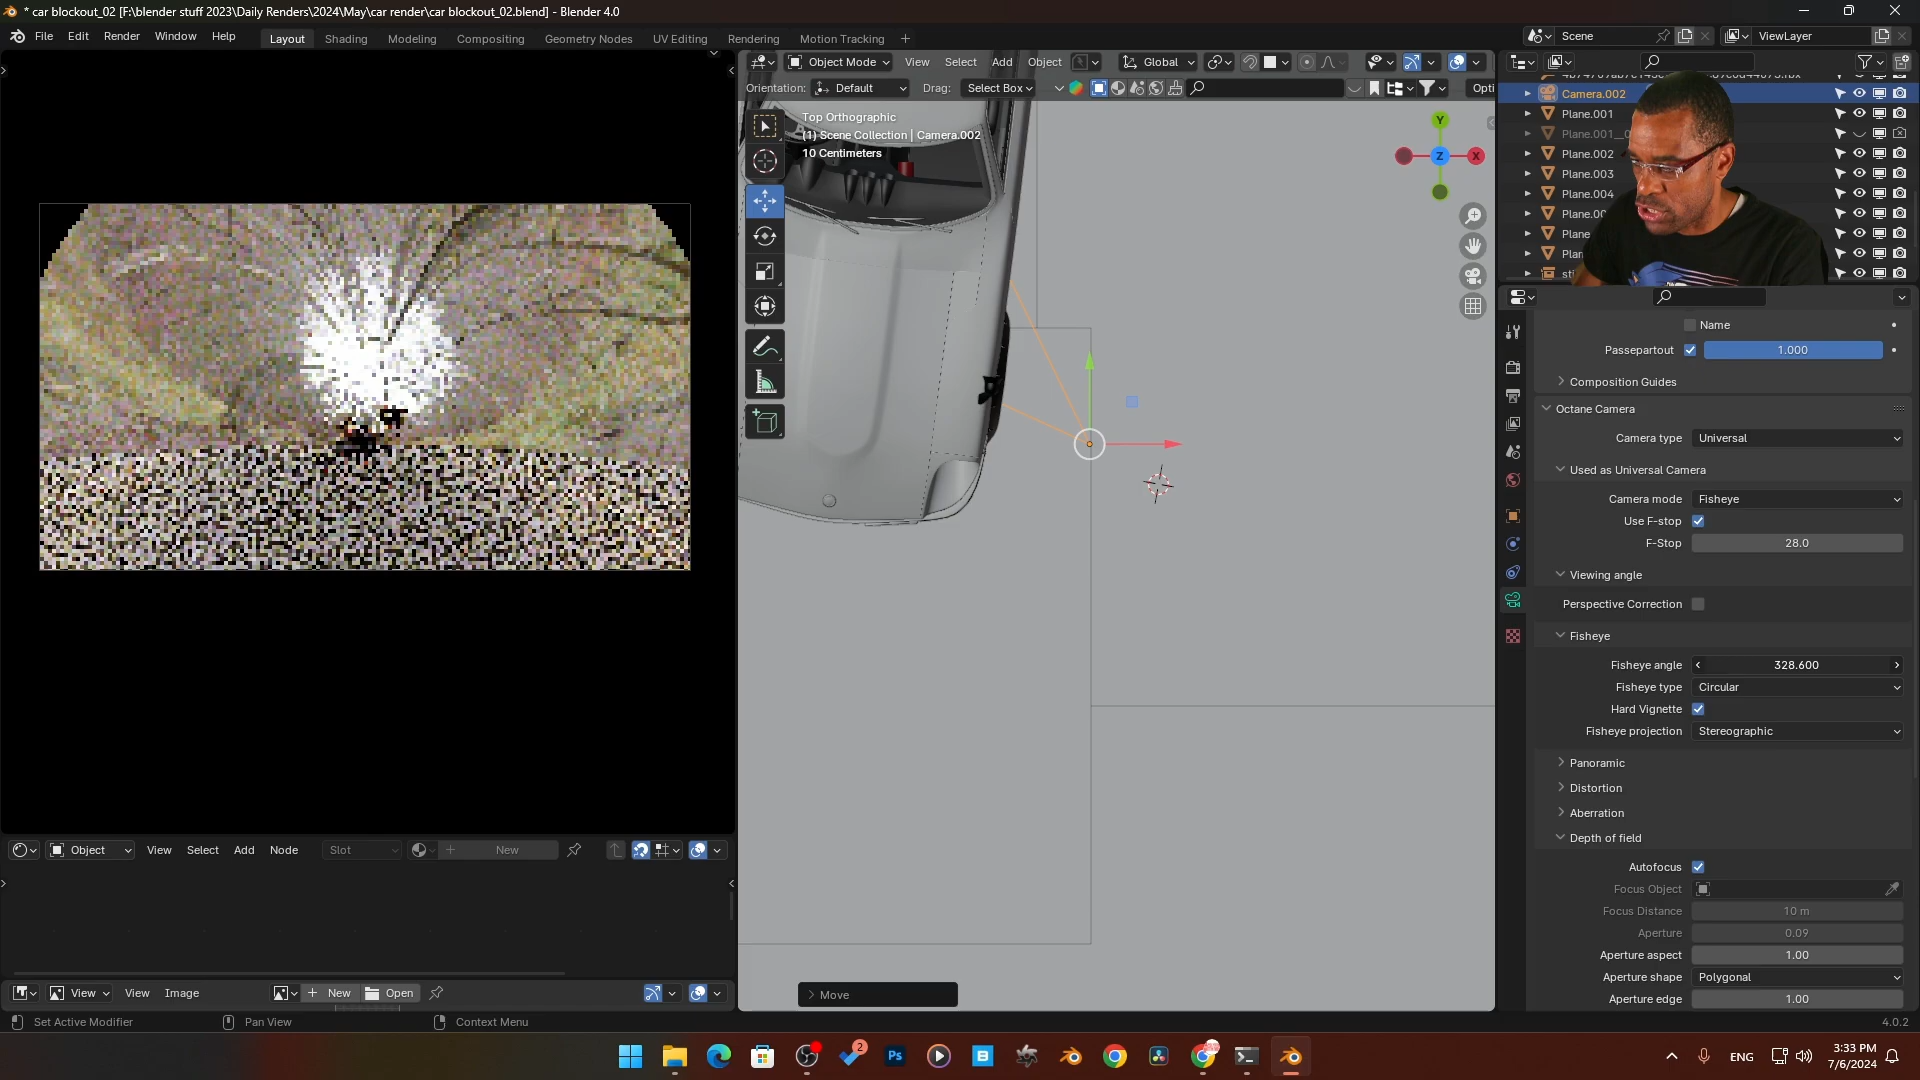 * car blockout_02 [F:\blender stuff 2023\Daily Renders\2024\May\car render\car blockout_02.blend] - Blender 4.0
File Edit Render Window Help Layout Shading Modeling Compositing Geometry Nodes UV Editing Rendering Motion Tracking + Scene ViewLayer
Object Mode View Select Add Object Global
Orientation: Default Drag: Select Box Opti
Top Orthographic
(1) Scene Collection | Camera.002
10 Centimeters
Y
Z
X
Camera.002
Plane.001
Plane.002
Plane.003
Plane.004
Plane
Name
Passepartout 1.000
Composition Guides
Octane Camera
Camera type Universal
Used as Universal Camera
Camera mode Fisheye
Use F-stop
F-Stop 28.0
Viewing angle
Perspective Correction
Fisheye
Fisheye angle 328.600
Fisheye type Circular
Hard Vignette
Fisheye projection Stereographic
Panoramic
Distortion
Aberration
Depth of field
Autofocus
Focus Object
Focus Distance 10 m
Aperture 0.09
Aperture aspect 1.00
Aperture shape Polygonal
Aperture edge 1.00
Object View Select Add Node Slot New
View View Image New Open
Move
Set Active Modifier Pan View Context Menu 4.0.2
2
Ps
ENG
3:33 PM
7/6/2024